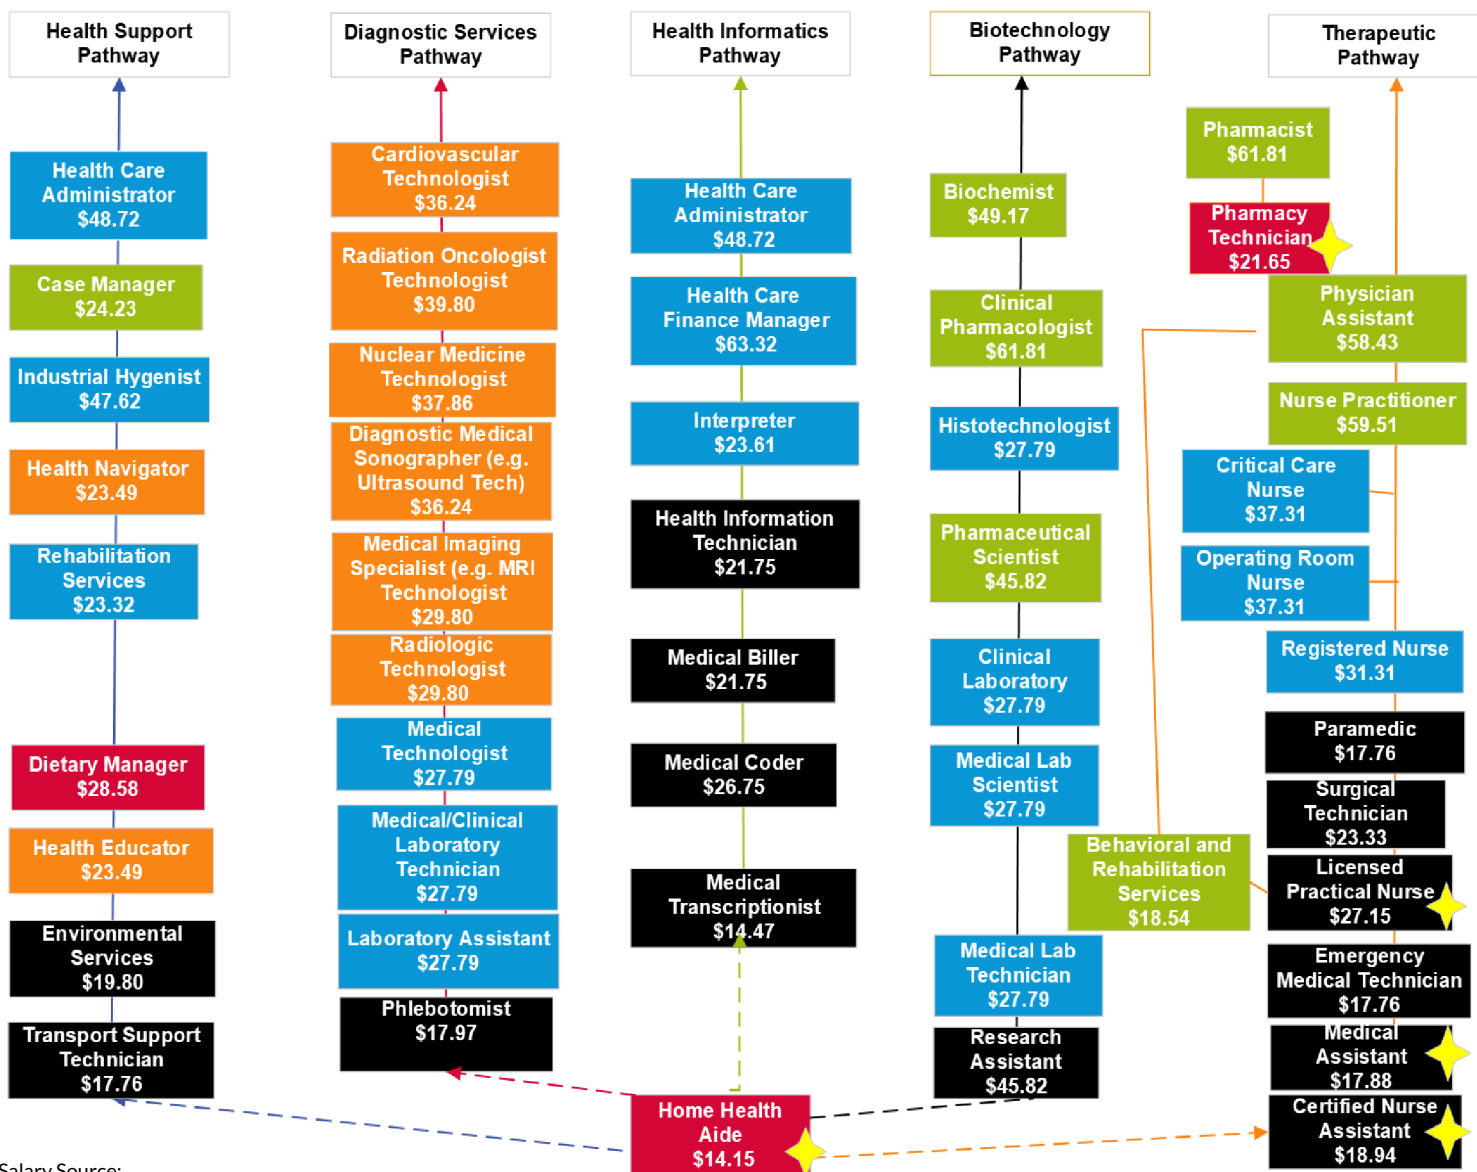 Health Support
Pathway
Health Care
Administrator
$48.72
Case Manager
$24.23
Industrial Hygenist
$47.62
Health Navigator
$23.49
Rehabilitation
Services
$23.32
Dietary Manager
$28.58
Health Educator
$23.49
Environmental
Services
$19.80
Transport Support
Technician
$17.76
Diagnostic Services
Pathway
Cardiovascular
Technologist
$36.24
Radiation Oncologist
Technologist
$39.80
Nuclear Medicine
Technologist
$37.86
Diagnostic Medical
Sonographer (e.g.
Ultrasound Tech)
$36.24
Medical Imaging
Specialist (e.g. MRI
Technologist
$29.80
Radiologic
Technologist
$29.80
Medical
Technologist
$27.79
Medical/Clinical
Laboratory
Technician
$27.79
Laboratory Assistant
$27.79
Phlebotomist
$17.97
Health Informatics
Pathway
Health Care
Administrator
$48.72
Health Care
Finance Manager
$63.32
Interpreter
$23.61
Health Information
Technician
$21.75
Medical Biller
$21.75
Medical Coder
$26.75
Medical
Transcriptionist
$14.47
Home Health
Aide
$14.15
Biotechnology
Pathway
Biochemist
$49.17
Clinical
Pharmacologist
$61.81
Histotechnologist
$27.79
Pharmaceutical
Scientist
$45.82
Clinical
Laboratory
$27.79
Medical Lab
Scientist
$27.79
Medical Lab
Technician
$27.79
Research
Assistant
$45.82
Therapeutic
Pathway
Pharmacist
$61.81
Pharmacy
Technician
$21.65
Physician
Assistant
$58.43
Nurse Practitioner
$59.51
Critical Care
Nurse
$37.31
Operating Room
Nurse
$37.31
Registered Nurse
$31.31
Paramedic
$17.76
Surgical
Technician
$23.33
Behavioral and
Rehabilitation
Services
$18.54
Licensed
Practical Nurse
$27.15
Emergency
Medical Technician
$17.76
Medical
Assistant
$17.88
Certified Nurse
Assistant
$18.94
Salary Source: